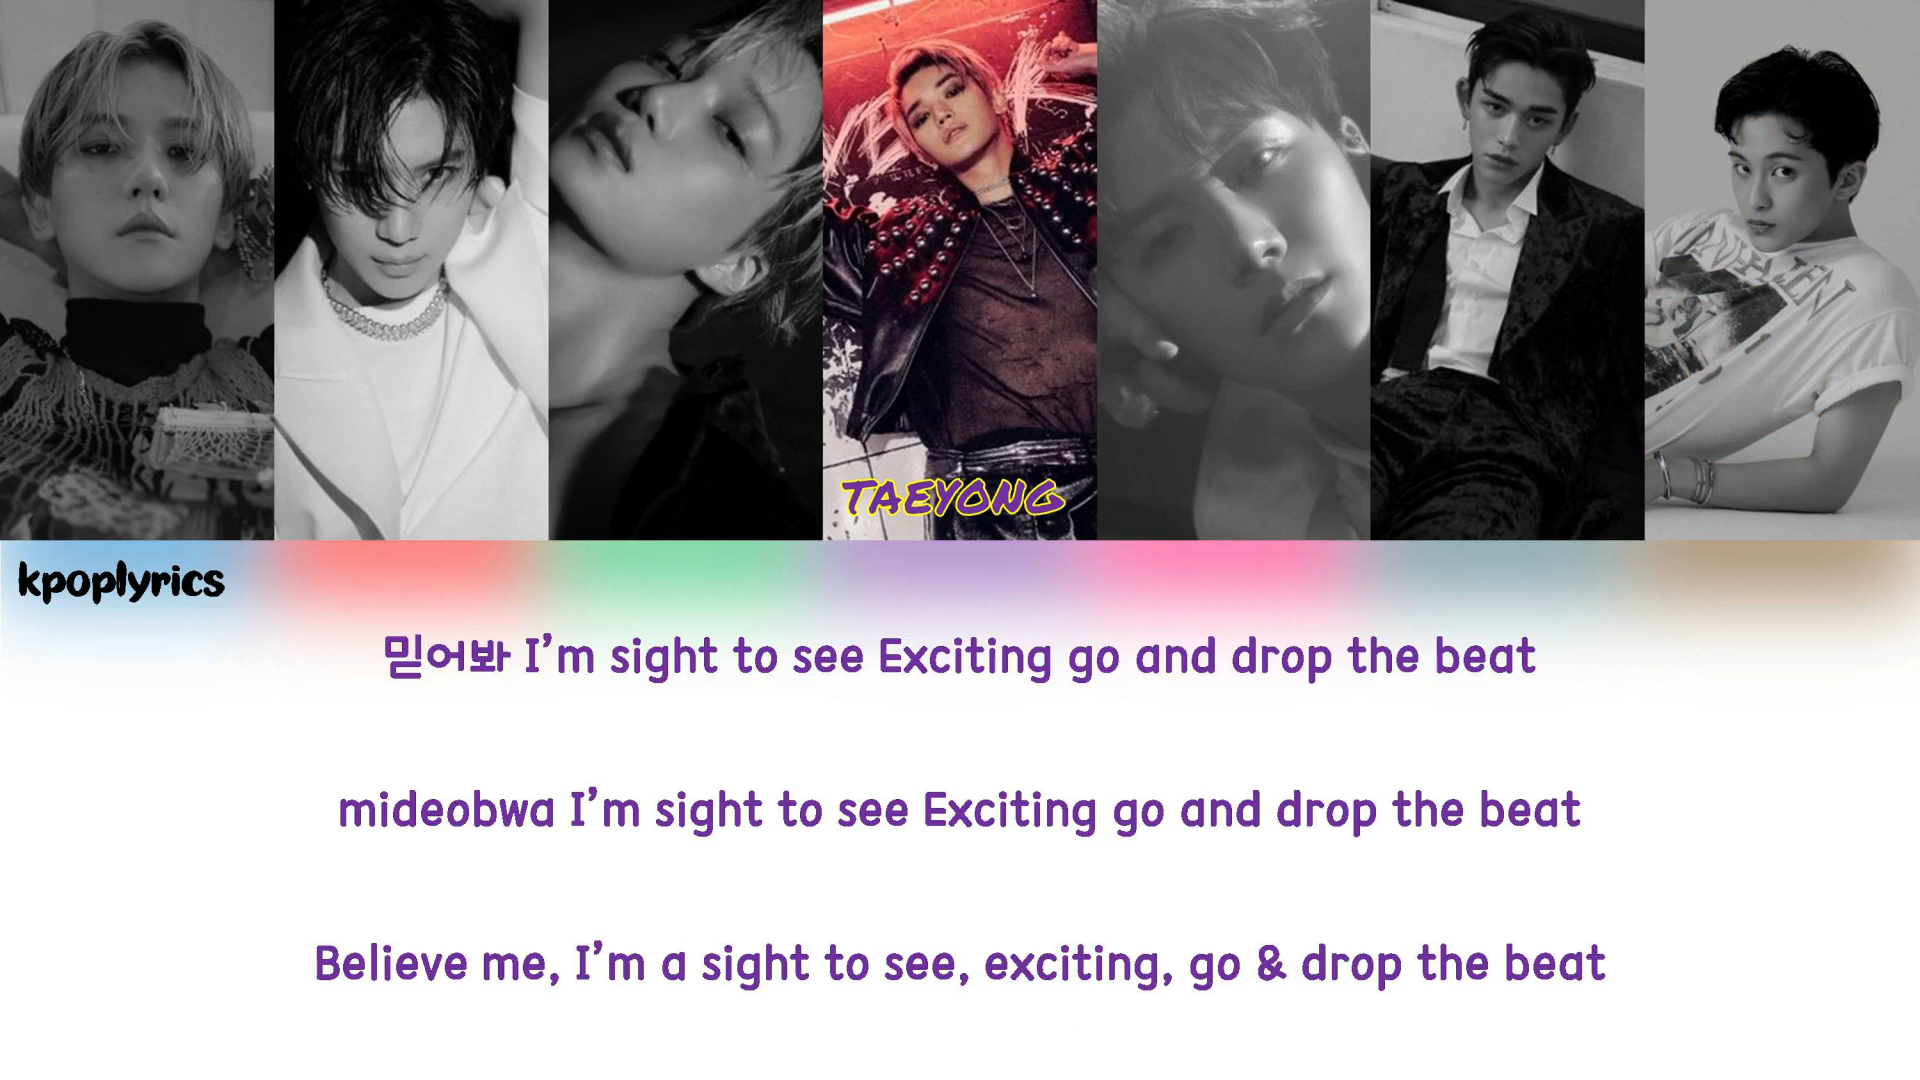 TAEYONG
kpoplyrics
믿어봐 I'm sight to see Exciting go and drop the beat
mideobwa I'm sight to see Exciting go and drop the beat
Believe me, I'm a sight to see, exciting, go & drop the beat